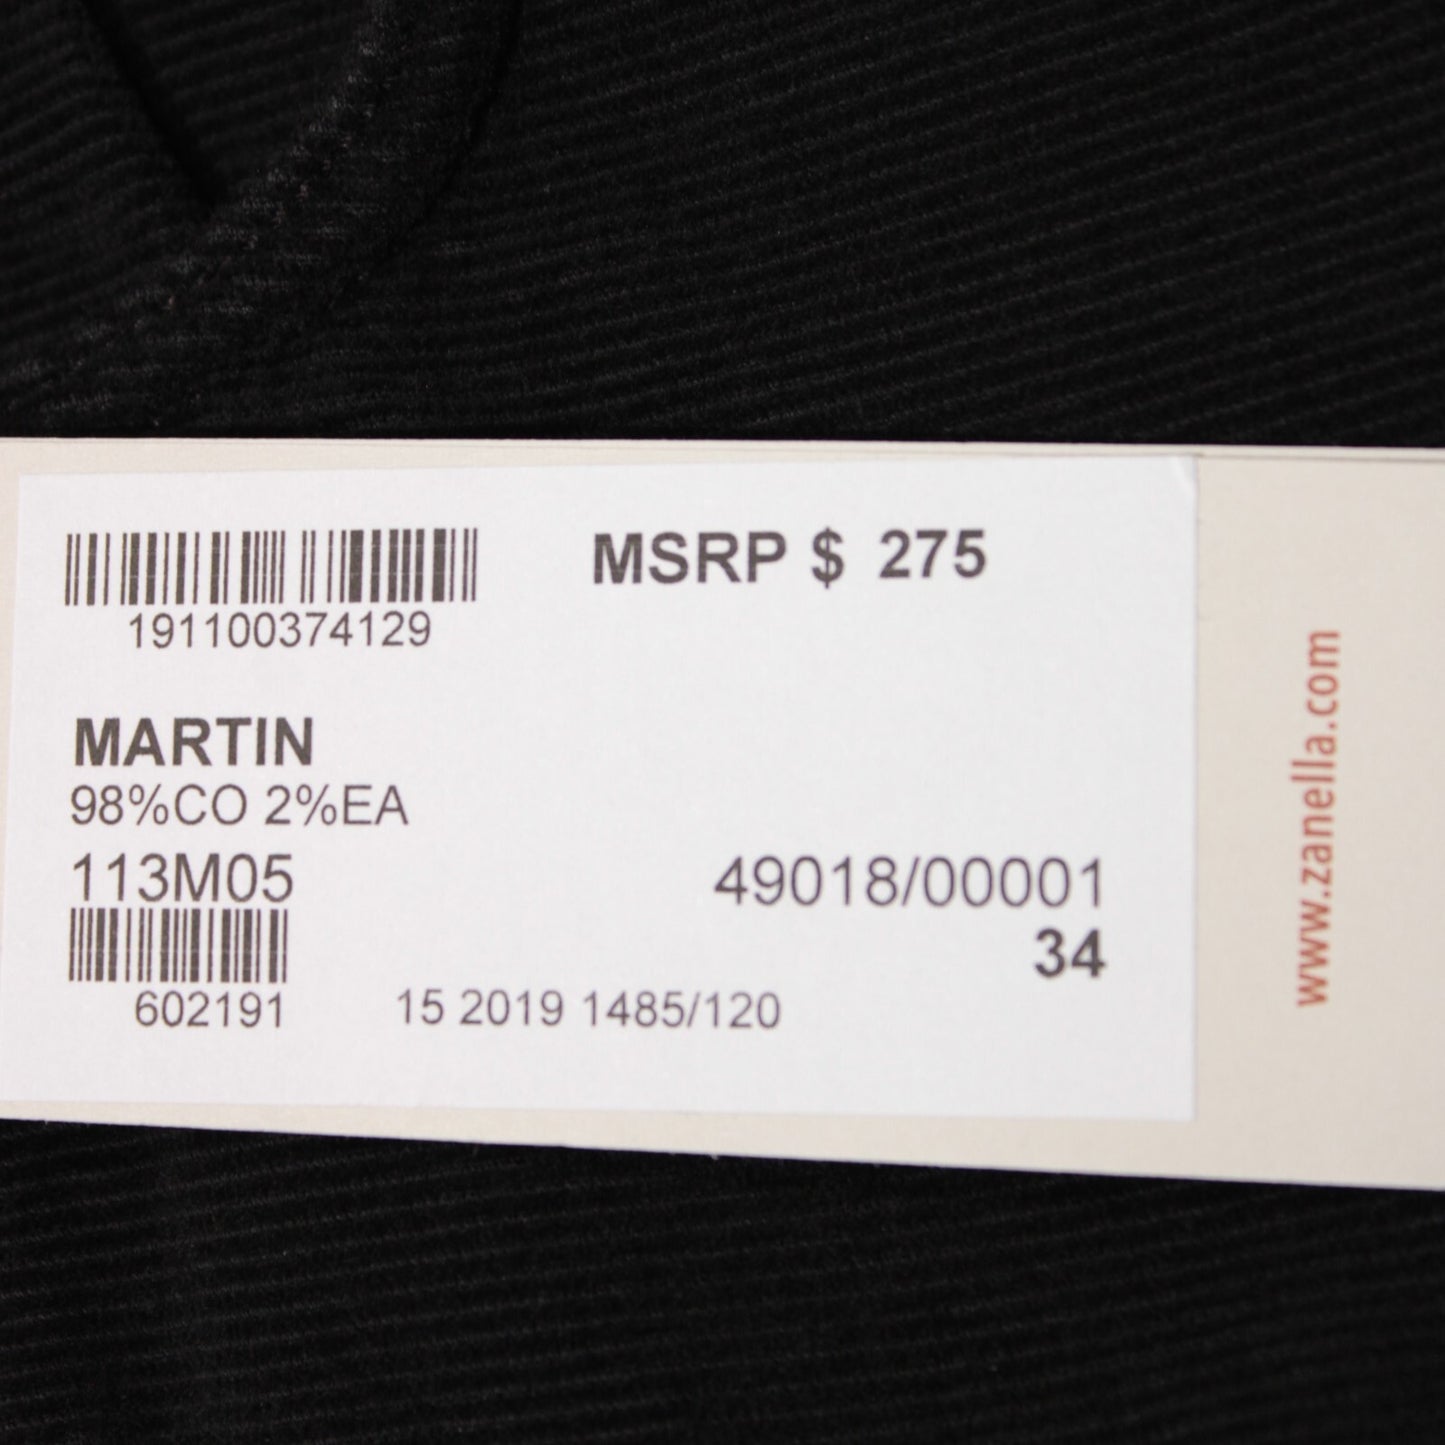 MSRP $ 275
191100374129
MARTIN
98%CO 2%EA
113M05
49018/00001
34
602191
15 2019 1485/120
www.zanella.com